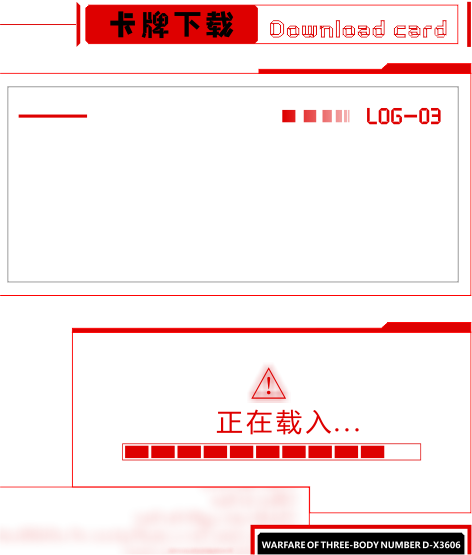 卡牌下载 Download card
LOG-03
正在载入...
WARFARE OF THREE-BODY NUMBER D-X3606